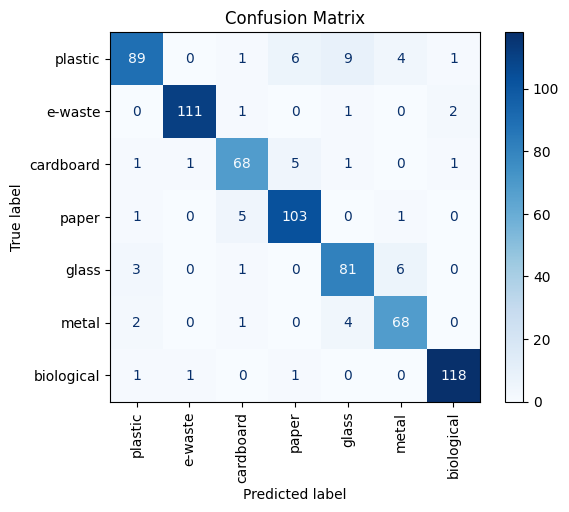 Confusion Matrix
plastic 89 0 1 6 9 4 1
e-waste 0 111 1 0 1 0 2
cardboard 1 1 68 5 1 0 1
paper 1 0 5 103 0 1 0
glass 3 0 1 0 81 6 0
metal 2 0 1 0 4 68 0
biological 1 1 0 1 0 0 118
True label
plastic e-waste cardboard paper glass metal biological
Predicted label
100
80
60
40
20
0